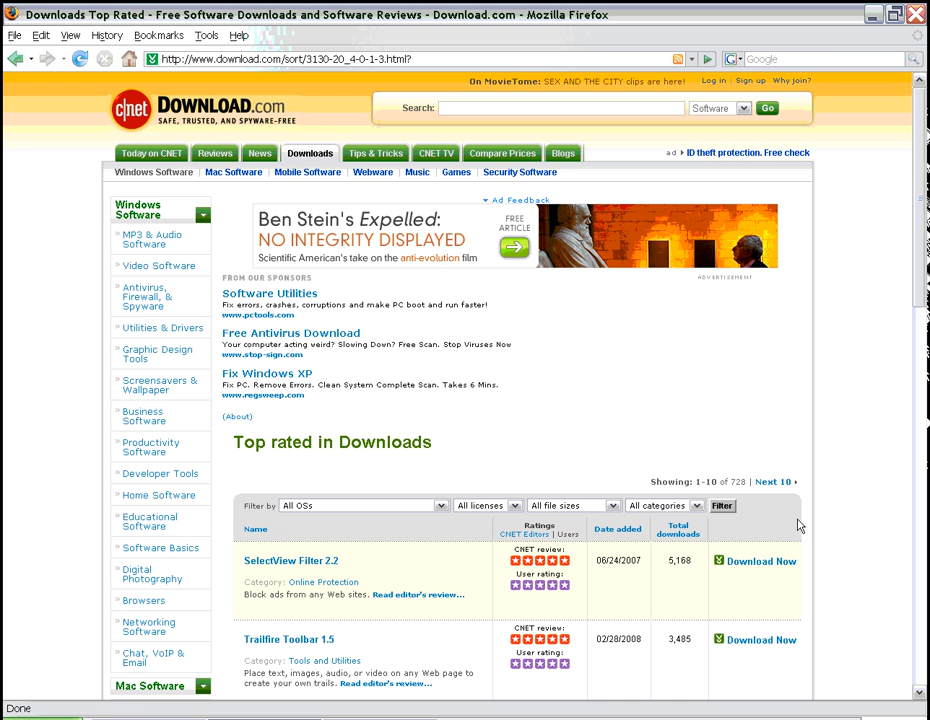 Downloads Top Rated - Free Software Downloads and Software Reviews - Download.com - Mozilla Firefox
File Edit View History Bookmarks Tools Help
http://www.download.com/sort/3130-20_4-0-1-3.html?
Google
On MovieTome: SEX AND THE CITY clips are here! Log in | Sign up Why join?
c|net DOWNLOAD.com
SAFE, TRUSTED, AND SPYWARE-FREE
Search: Software Go
Today on CNET Reviews News Downloads Tips & Tricks CNET TV Compare Prices Blogs
ad ID theft protection. Free check
Windows Software Mac Software Mobile Software Webware Music Games Security Software
Windows Software
MP3 & Audio Software
Video Software
Antivirus, Firewall, & Spyware
Utilities & Drivers
Graphic Design Tools
Screensavers & Wallpaper
Business Software
Productivity Software
Developer Tools
Home Software
Educational Software
Software Basics
Digital Photography
Browsers
Networking Software
Chat, VoIP & Email
Mac Software
Ad Feedback
Ben Stein's Expelled:
NO INTEGRITY DISPLAYED
Scientific American's take on the anti-evolution film
FREE ARTICLE
FROM OUR SPONSORS
ADVERTISEMENT
Software Utilities
Fix errors, crashes, corruptions and make PC boot and run faster!
www.pctools.com
Free Antivirus Download
Your computer acting weird? Slowing Down? Free Scan. Stop Viruses Now
www.stop-sign.com
Fix Windows XP
Fix PC. Remove Errors. Clean System Complete Scan. Takes 6 Mins.
www.regsweep.com
(About)
Top rated in Downloads
Showing: 1-10 of 728 | Next 10
Filter by All OSs All licenses All file sizes All categories Filter
Name
Ratings
CNET Editors | Users
Date added
Total downloads
SelectView Filter 2.2
Category: Online Protection
Block ads from any Web sites. Read editor's review...
CNET review:
User rating:
06/24/2007
5,168
Download Now
Trailfire Toolbar 1.5
Category: Tools and Utilities
Place text, images, audio, or video on any Web page to
create your own trails. Read editor's review...
CNET review:
User rating:
02/28/2008
3,485
Download Now
Done